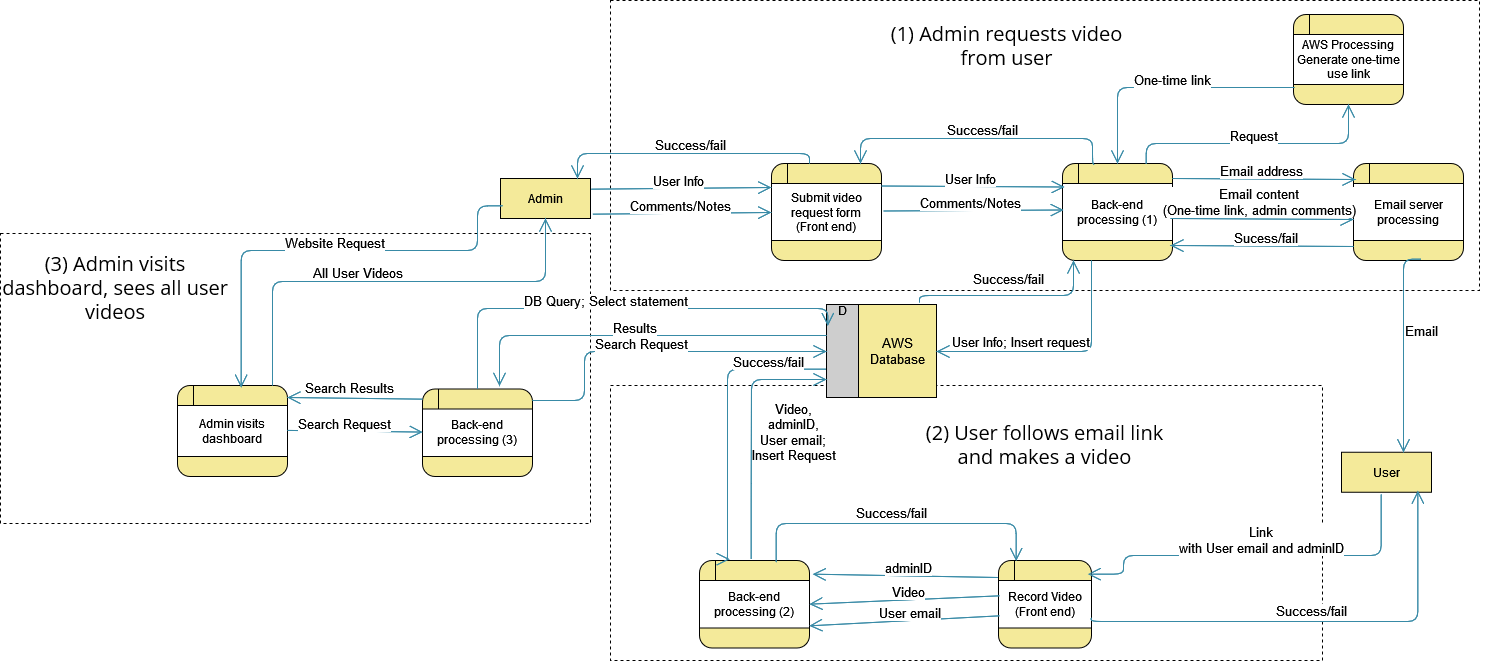 (1) Admin requests video
from user
AWS Processing
Generate one-time
use link
One-time link
Success/fail
Request
Success/fail
User Info
Comments/Notes
Admin
Submit video
request form
(Front end)
User Info
Comments/Notes
Back-end
processing (1)
Email address
Email content
(One-time link, admin comments)
Sucess/fail
Email server
processing
Website Request
(3) Admin visits
dashboard, sees all user
videos
All User Videos
Success/fail
DB Query; Select statement
Results
Search Request
D
AWS
Database
User Info; Insert request
Email
Success/fail
Search Results
Search Request
Admin visits
dashboard
Back-end
processing (3)
Video,
adminID,
User email;
Insert Request
(2) User follows email link
and makes a video
User
Success/fail
Link
with User email and adminID
adminID
Video
User email
Back-end
processing (2)
Record Video
(Front end)
Success/fail